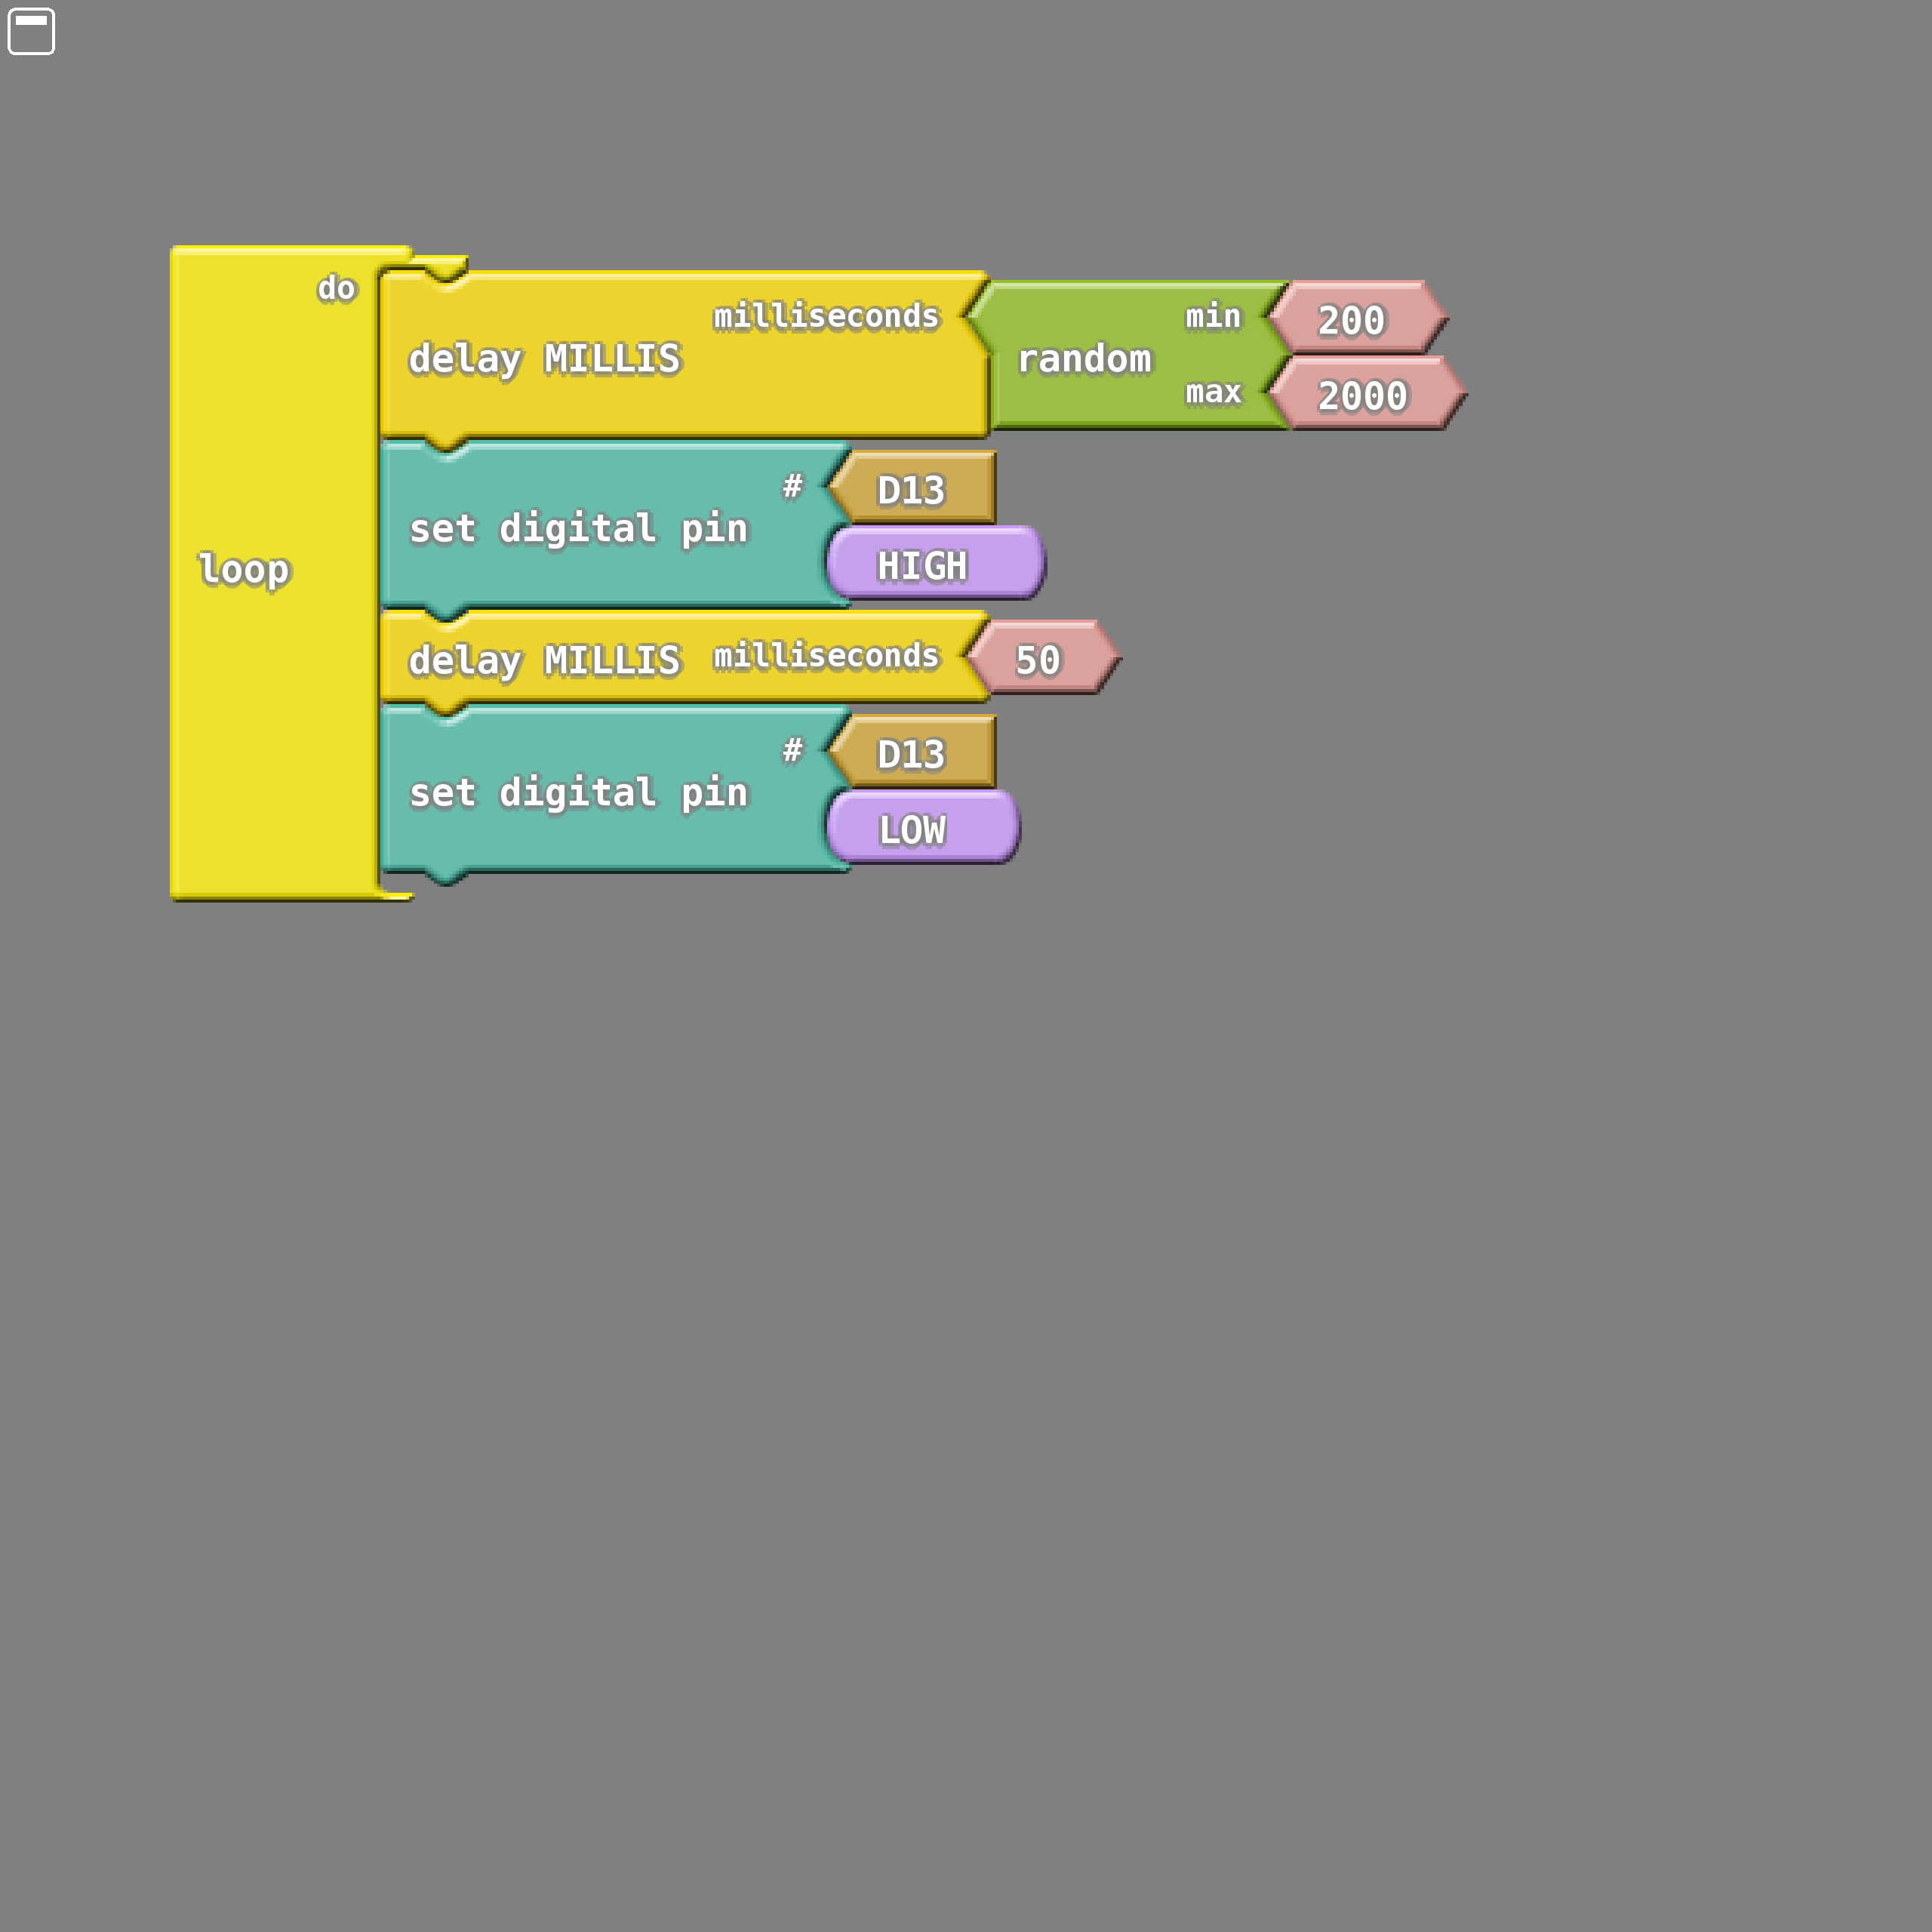 do
milliseconds
min
200
delay MILLIS
random
max
2000
#
D13
set digital pin
HIGH
loop
delay MILLIS
milliseconds
50
#
D13
set digital pin
LOW